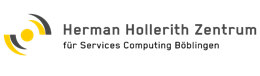 Herman Hollerith Zentrum
für Services Computing Böblingen